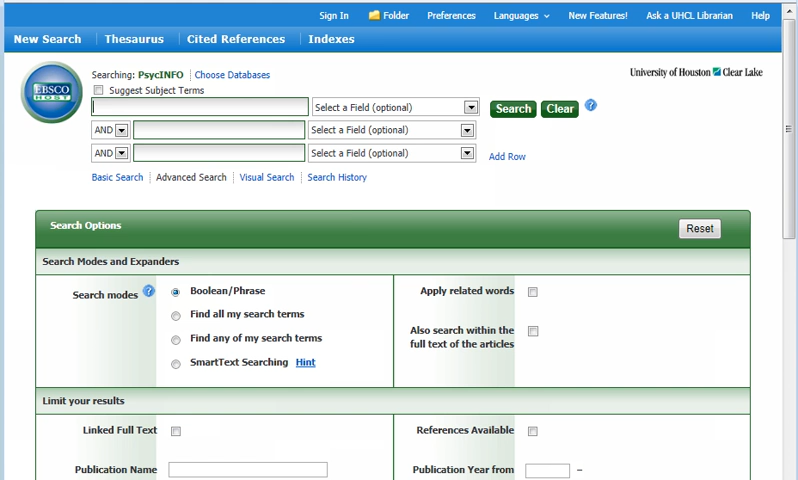 Sign In Folder Preferences Languages New Features! Ask a UHCL Librarian Help
New Search Thesaurus Cited References Indexes
EBSCO
HOST
Searching: PsycINFO Choose Databases
University of Houston Clear Lake
Suggest Subject Terms
Select a Field (optional) Search Clear ?
AND Select a Field (optional)
AND Select a Field (optional) Add Row
Basic Search Advanced Search Visual Search Search History
Search Options Reset
Search Modes and Expanders
Search modes ? Boolean/Phrase
Find all my search terms
Find any of my search terms
SmartText Searching Hint
Apply related words
Also search within the
full text of the articles
Limit your results
Linked Full Text References Available
Publication Name Publication Year from –